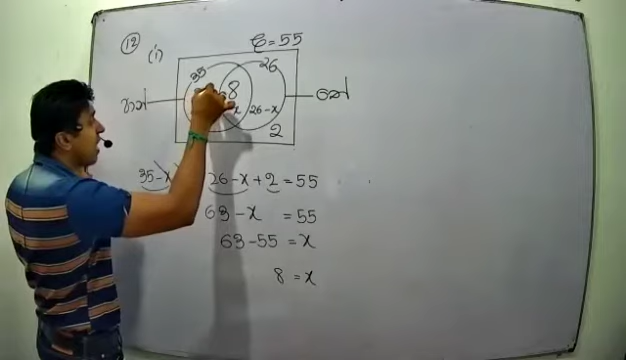 12
(i)
ξ = 55
35
26
8
x
26-x
2
35-x
26-x+2=55
63-x =55
63-55 = x
8 = x